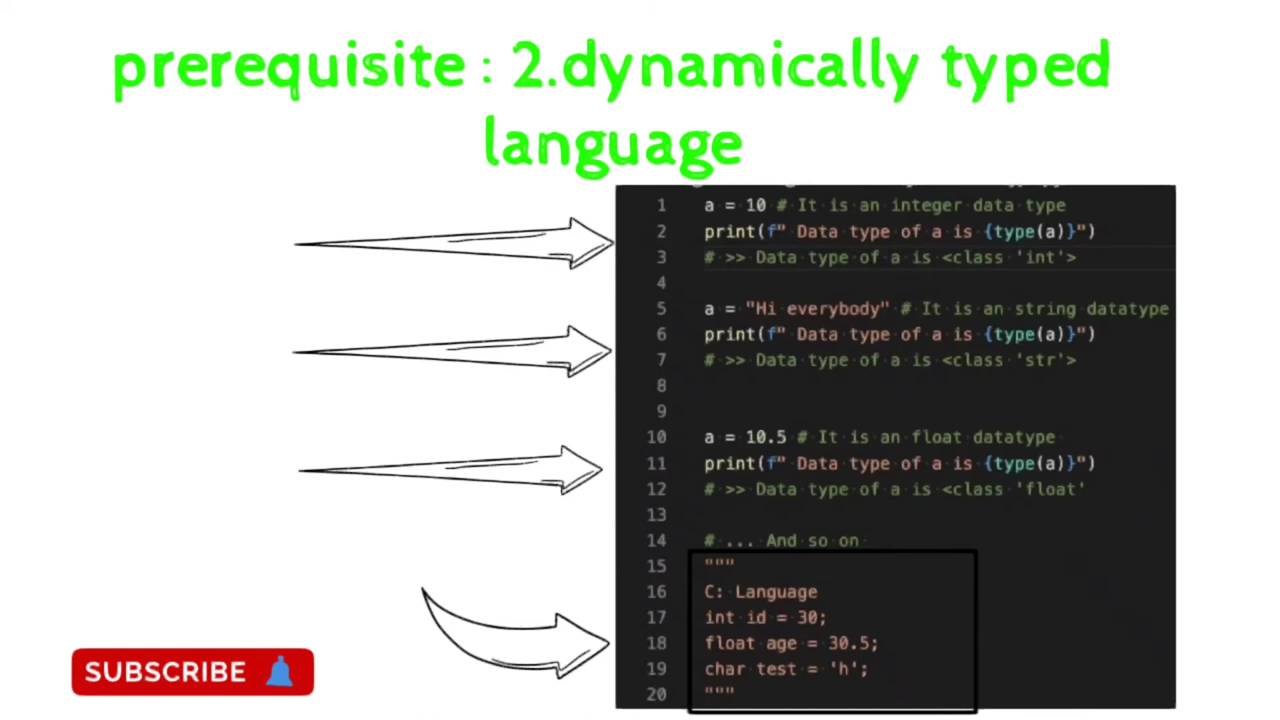 prerequisite : 2.dynamically typed
language
1 a = 10 # It is an integer data type
2 print(f" Data type of a is {type(a)}")
3 # >> Data type of a is <class 'int'>
4
5 a = "Hi everybody" # It is an string datatype
6 print(f" Data type of a is {type(a)}")
7 # >> Data type of a is <class 'str'>
8
9
10 a = 10.5 # It is an float datatype
11 print(f" Data type of a is {type(a)}")
12 # >> Data type of a is <class 'float'
13
14 # ... And so on
15 """
16 C: Language
17 int id = 30;
18 float age = 30.5;
19 char test = 'h';
20 """
SUBSCRIBE